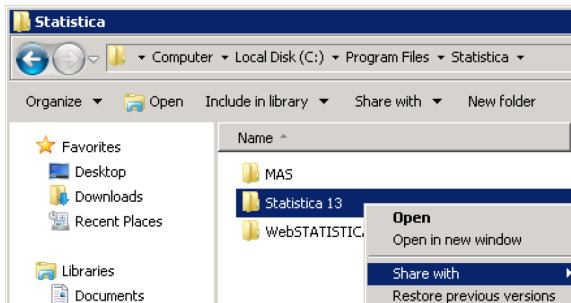 Statistica
Computer Local Disk (C:) Program Files Statistica
Organize Open Include in library Share with New folder
Name
Favorites
Desktop
Downloads
Recent Places
Libraries
Documents
MAS
Statistica 13
WebSTATISTIC
Open
Open in new window
Share with
Restore previous versions